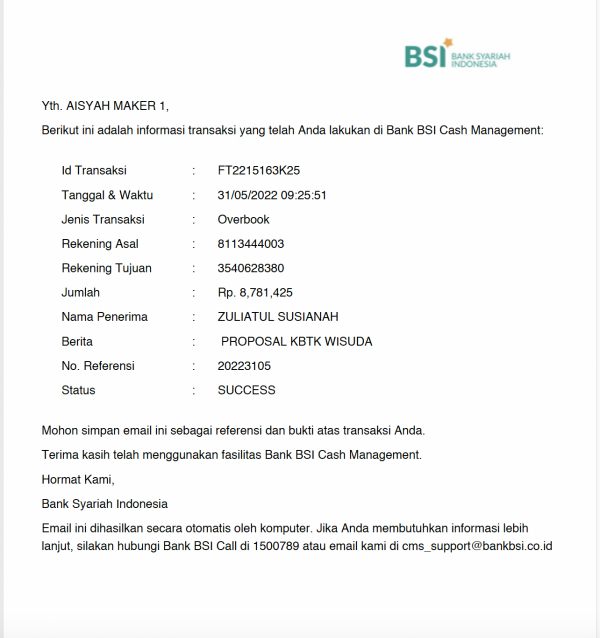 BSI BANK SYARIAH
INDONESIA
Yth. AISYAH MAKER 1,
Berikut ini adalah informasi transaksi yang telah Anda lakukan di Bank BSI Cash Management:
Id Transaksi : FT2215163K25
Tanggal & Waktu : 31/05/2022 09:25:51
Jenis Transaksi : Overbook
Rekening Asal : 8113444003
Rekening Tujuan : 3540628380
Jumlah : Rp. 8,781,425
Nama Penerima : ZULIATUL SUSIANAH
Berita : PROPOSAL KBTK WISUDA
No. Referensi : 20223105
Status : SUCCESS
Mohon simpan email ini sebagai referensi dan bukti atas transaksi Anda.
Terima kasih telah menggunakan fasilitas Bank BSI Cash Management.
Hormat Kami,
Bank Syariah Indonesia
Email ini dihasilkan secara otomatis oleh komputer. Jika Anda membutuhkan informasi lebih
lanjut, silakan hubungi Bank BSI Call di 1500789 atau email kami di cms_support@bankbsi.co.id